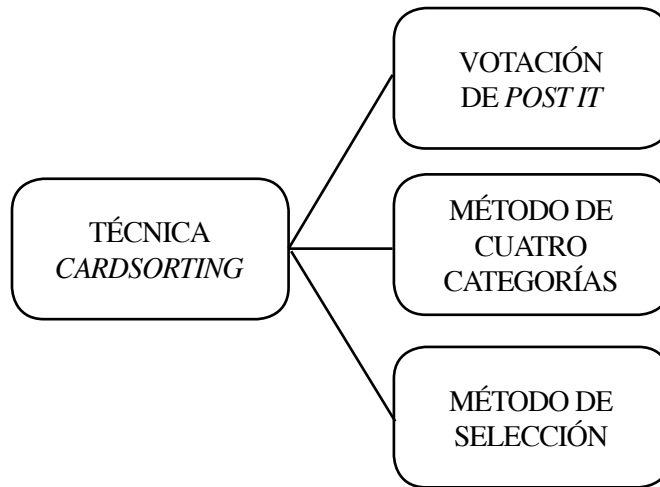 VOTACIÓN
DE POST IT
TÉCNICA
CARDSORTING
MÉTODO DE
CUATRO
CATEGORÍAS
MÉTODO DE
SELECCIÓN